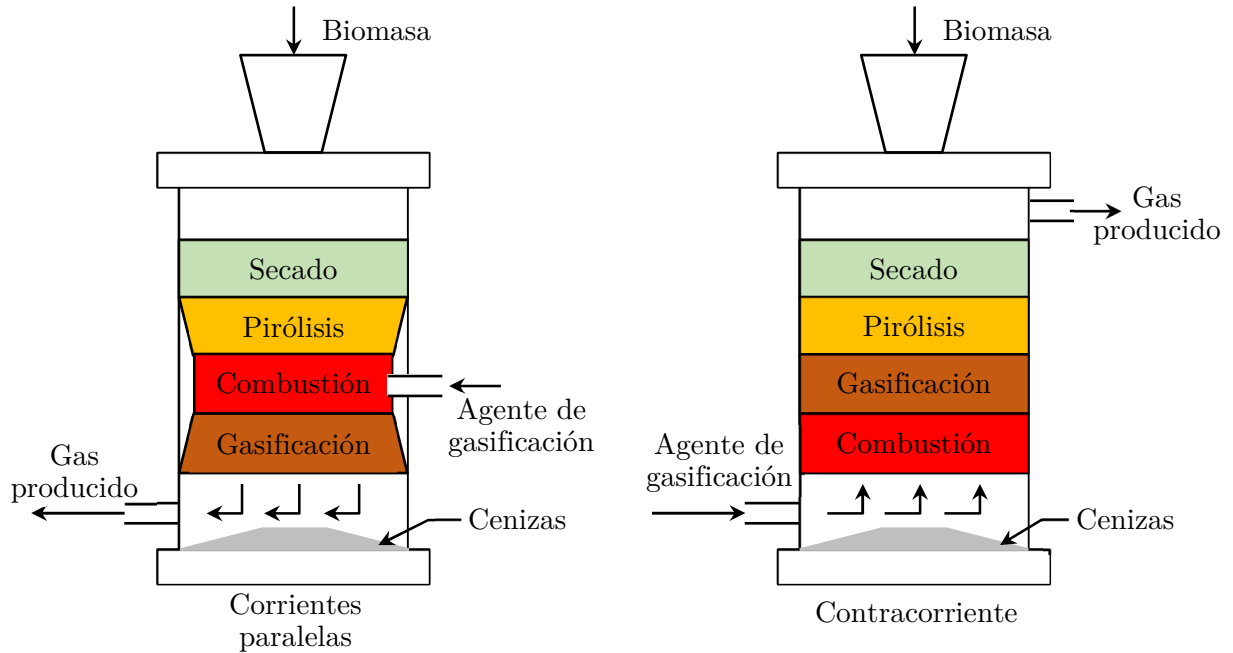 Biomasa
Secado
Pirólisis
Combustión
Gasificación
Agente de
gasificación
Gas
producido
Cenizas
Corrientes
paralelas
Biomasa
Gas
producido
Secado
Pirólisis
Gasificación
Combustión
Agente de
gasificación
Cenizas
Contracorriente